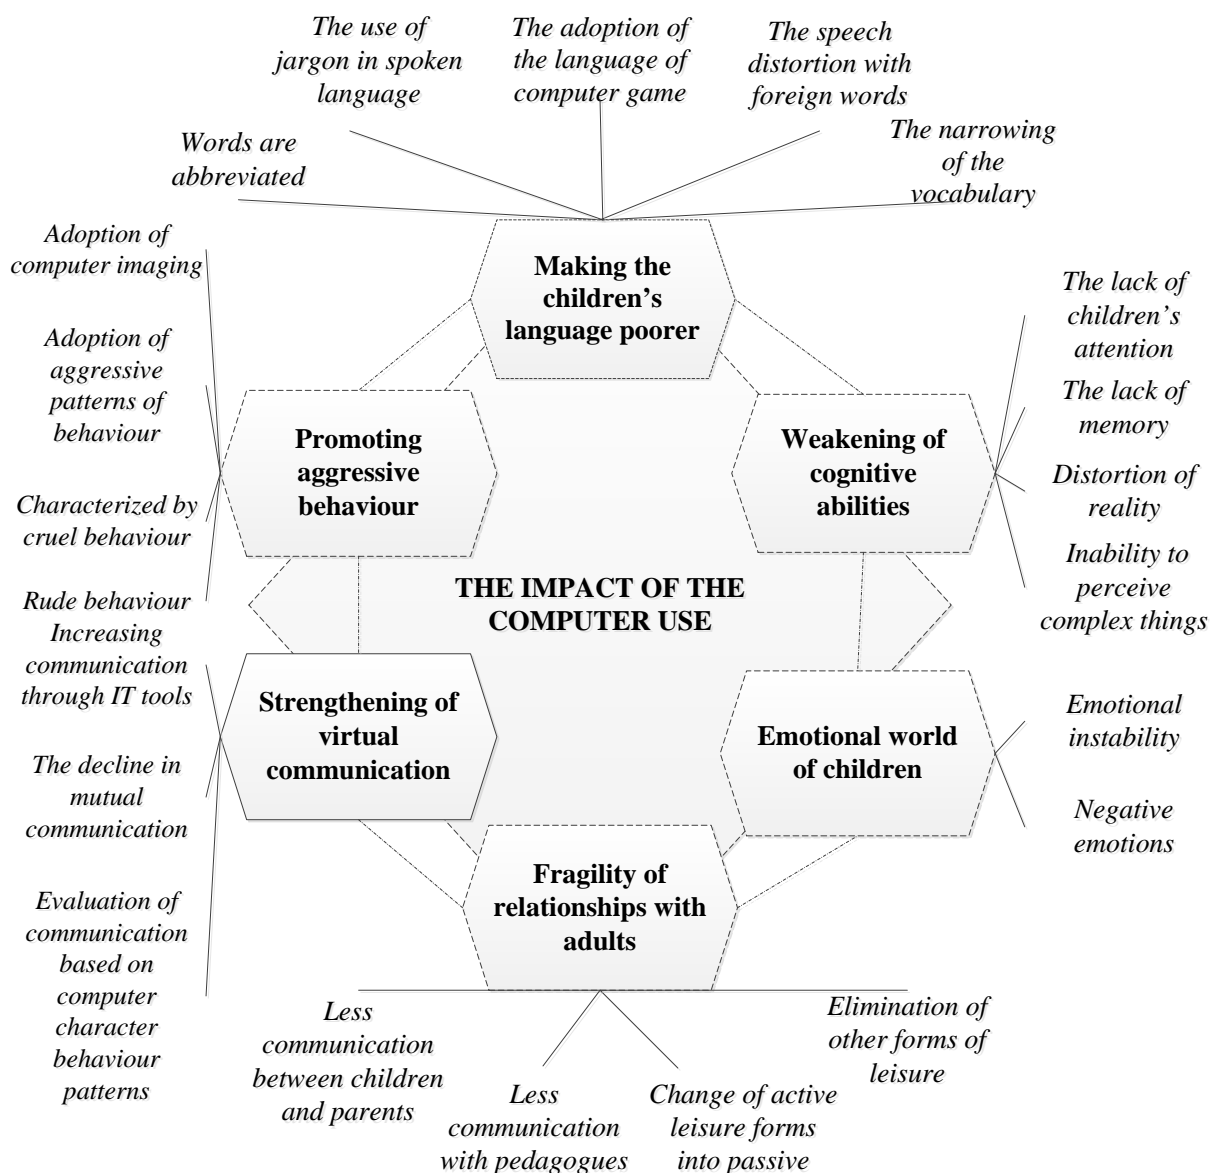 The use of
jargon in spoken
language
The adoption of
the language of
computer game
The speech
distortion with
foreign words
Words are
abbreviated
The narrowing
of the
vocabulary
Making the
children’s
language poorer
Adoption of
computer imaging
Adoption of
aggressive
patterns of
behaviour
Characterized by
cruel behaviour
Rude behaviour
Promoting
aggressive
behaviour
The lack of
children’s
attention
The lack of
memory
Distortion of
reality
Inability to
perceive
complex things
Weakening of
cognitive
abilities
THE IMPACT OF THE
COMPUTER USE
Increasing
communication
through IT tools
The decline in
mutual
communication
Evaluation of
communication
based on
computer
character
behaviour
patterns
Strengthening of
virtual
communication
Emotional world
of children
Emotional
instability
Negative
emotions
Fragility of
relationships with
adults
Less
communication
between children
and parents
Less
communication
with pedagogues
Change of active
leisure forms
into passive
Elimination of
other forms of
leisure